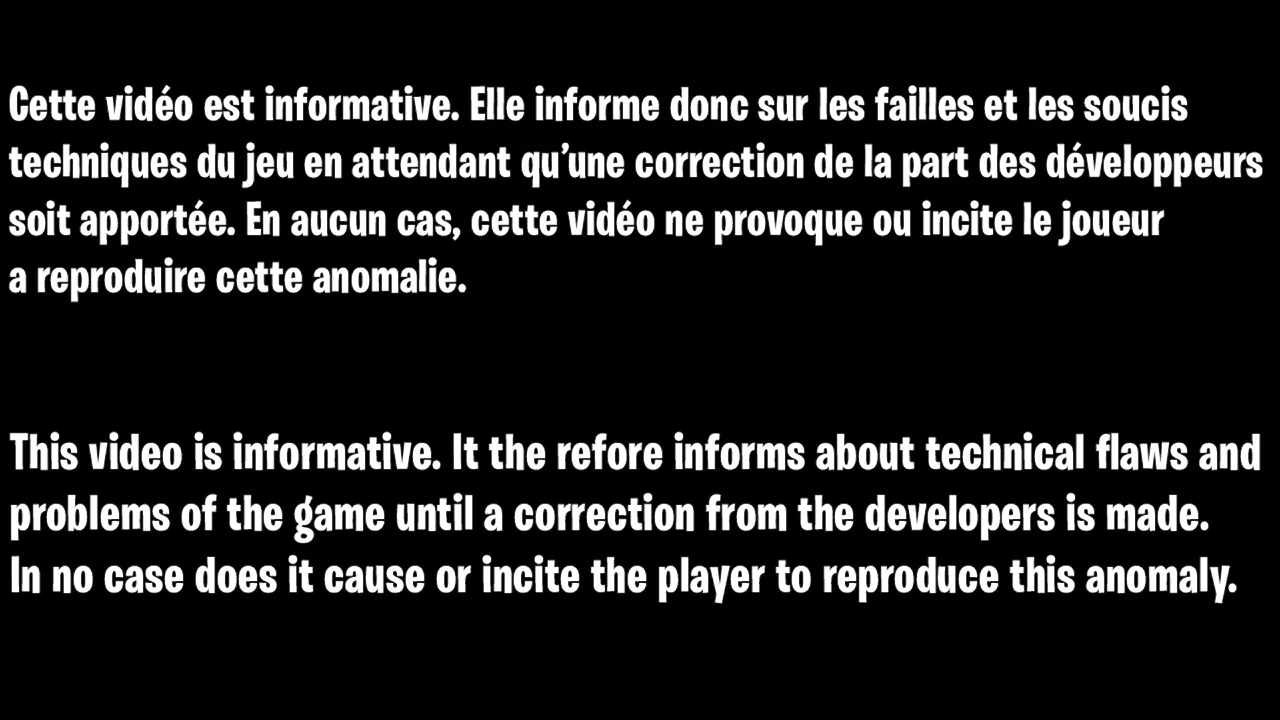 Cette vidéo est informative. Elle informe donc sur les failles et les soucis
techniques du jeu en attendant qu’une correction de la part des développeurs
soit apportée. En aucun cas, cette vidéo ne provoque ou incite le joueur
a reproduire cette anomalie.
This video is informative. It the refore informs about technical flaws and
problems of the game until a correction from the developers is made.
In no case does it cause or incite the player to reproduce this anomaly.